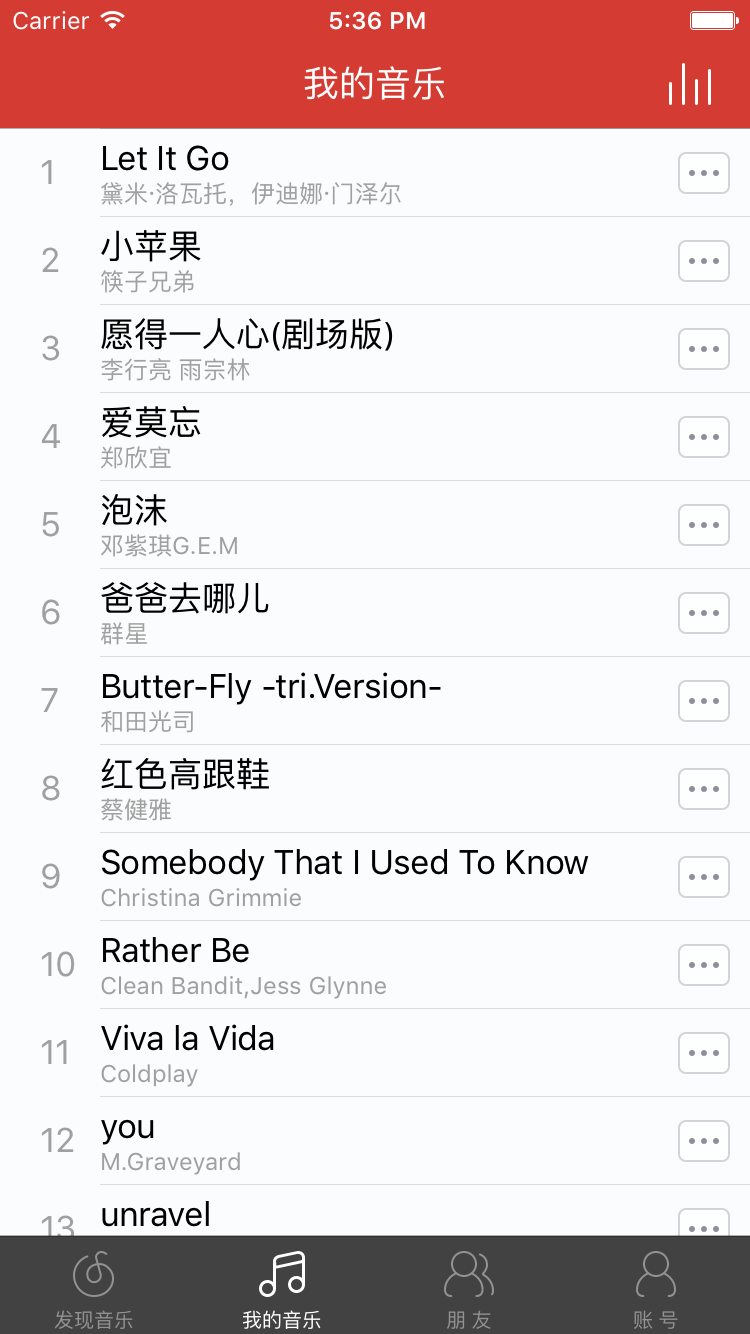 Carrier 5:36 PM
我的音乐
1 Let It Go
黛米·洛瓦托，伊迪娜·门泽尔
2 小苹果
筷子兄弟
3 愿得一人心(剧场版)
李行亮 雨宗林
4 爱莫忘
郑欣宜
5 泡沫
邓紫琪G.E.M
6 爸爸去哪儿
群星
7 Butter-Fly -tri.Version-
和田光司
8 红色高跟鞋
蔡健雅
9 Somebody That I Used To Know
Christina Grimmie
10 Rather Be
Clean Bandit,Jess Glynne
11 Viva la Vida
Coldplay
12 you
M.Graveyard
13 unravel
发现音乐 我的音乐 朋 友 账 号